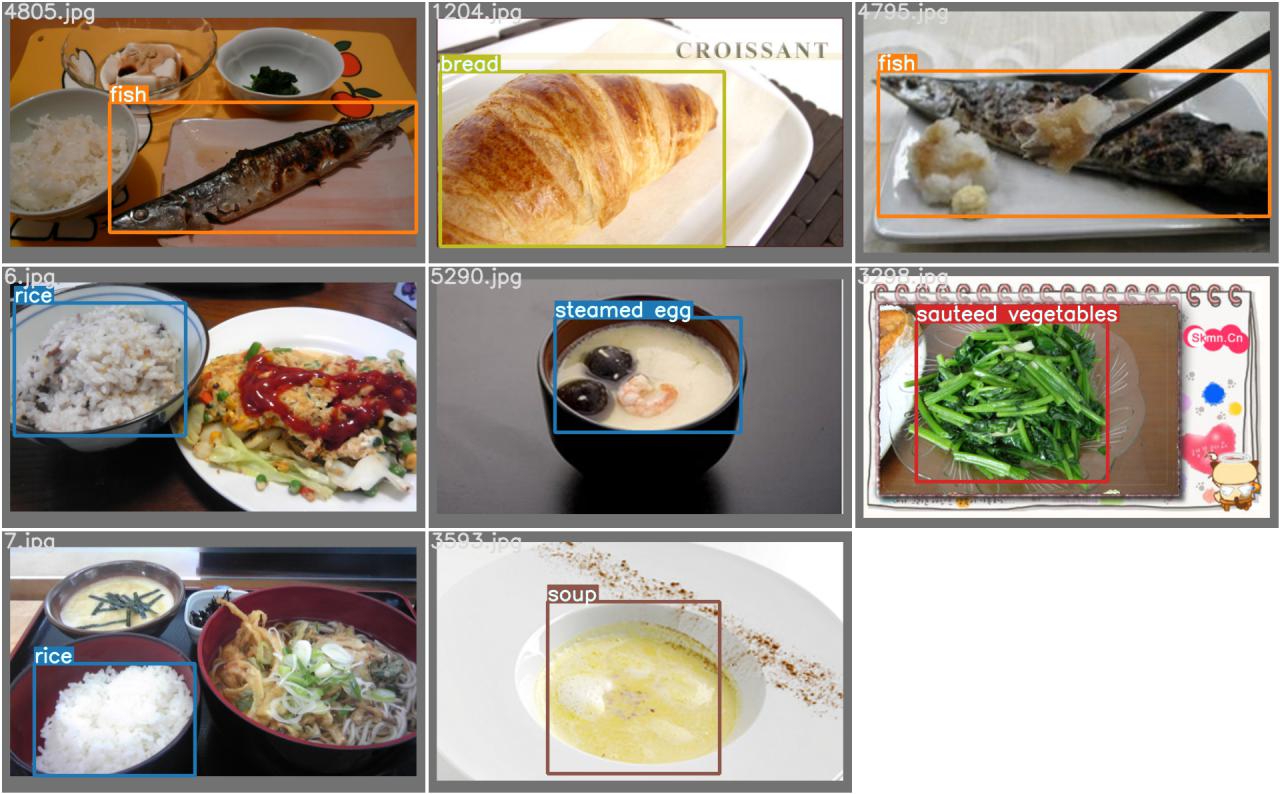 4805.jpg
fish
1204.jpg
CROISSANT
bread
4795.jpg
fish
6.jpg
rice
5290.jpg
steamed egg
3298.jpg
sauteed vegetables
Skmn.Cn
7.jpg
rice
3593.jpg
soup